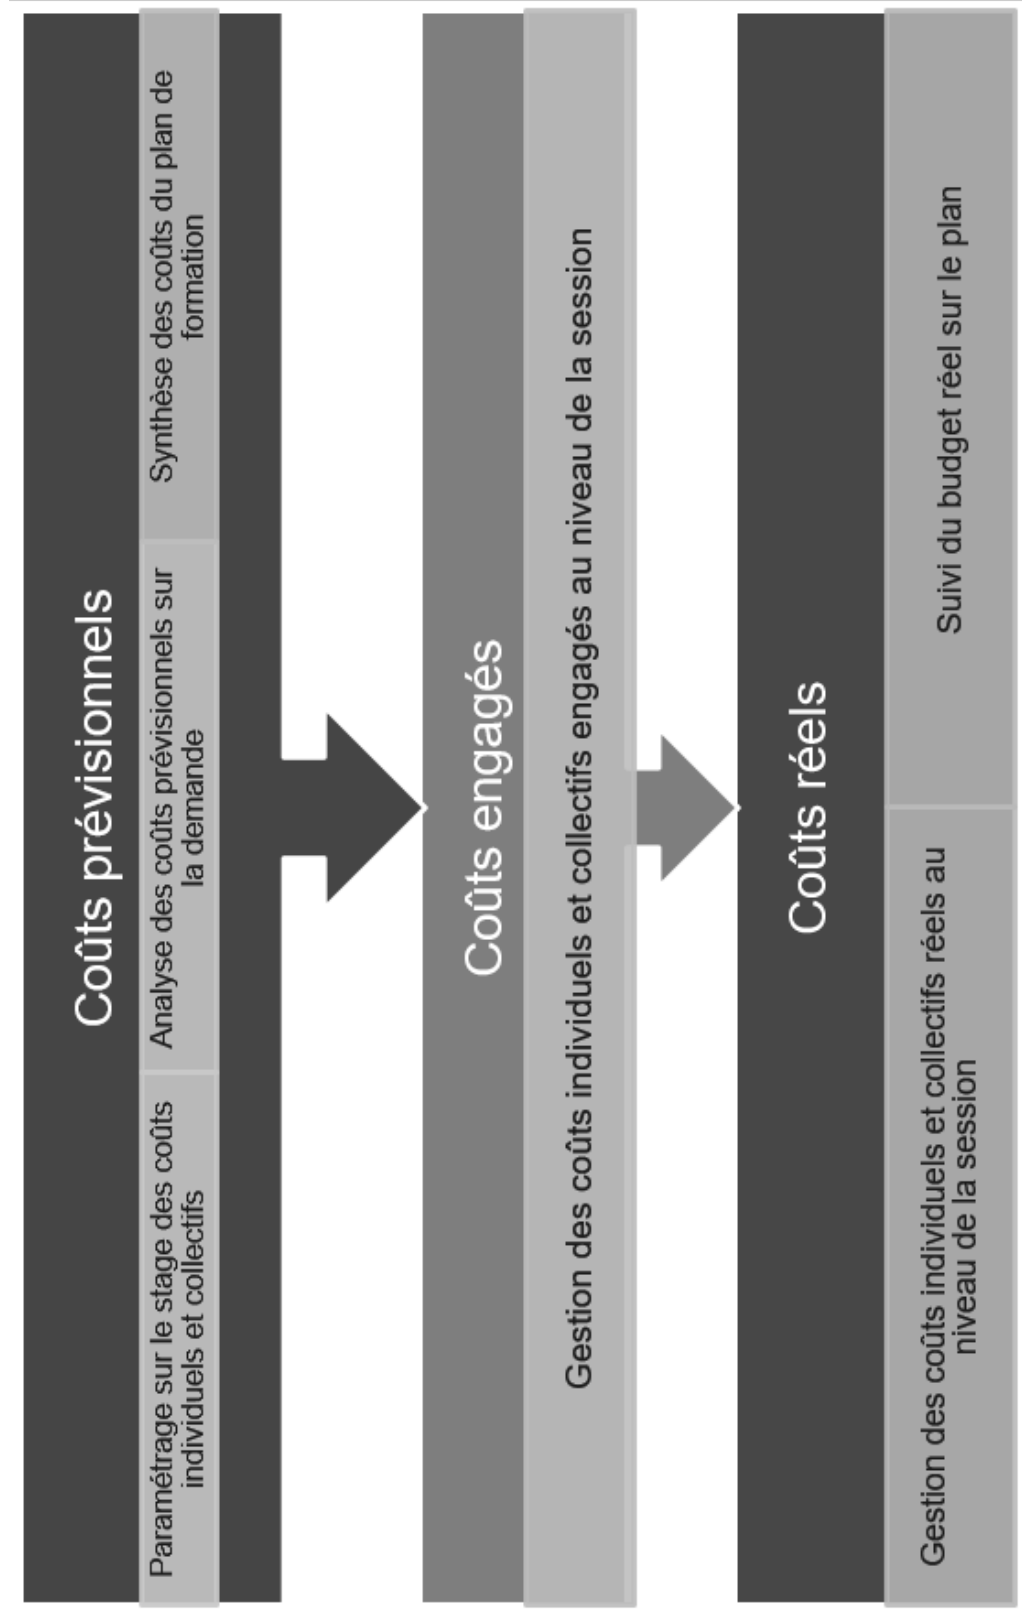 Coûts prévisionnels
Paramétrage sur le stage des coûts
individuels et collectifs
Analyse des coûts prévisionnels sur
la demande
Synthèse des coûts du plan de
formation
Coûts engagés
Gestion des coûts individuels et collectifs engagés au niveau de la session
Coûts réels
Gestion des coûts individuels et collectifs réels au
niveau de la session
Suivi du budget réel sur le plan